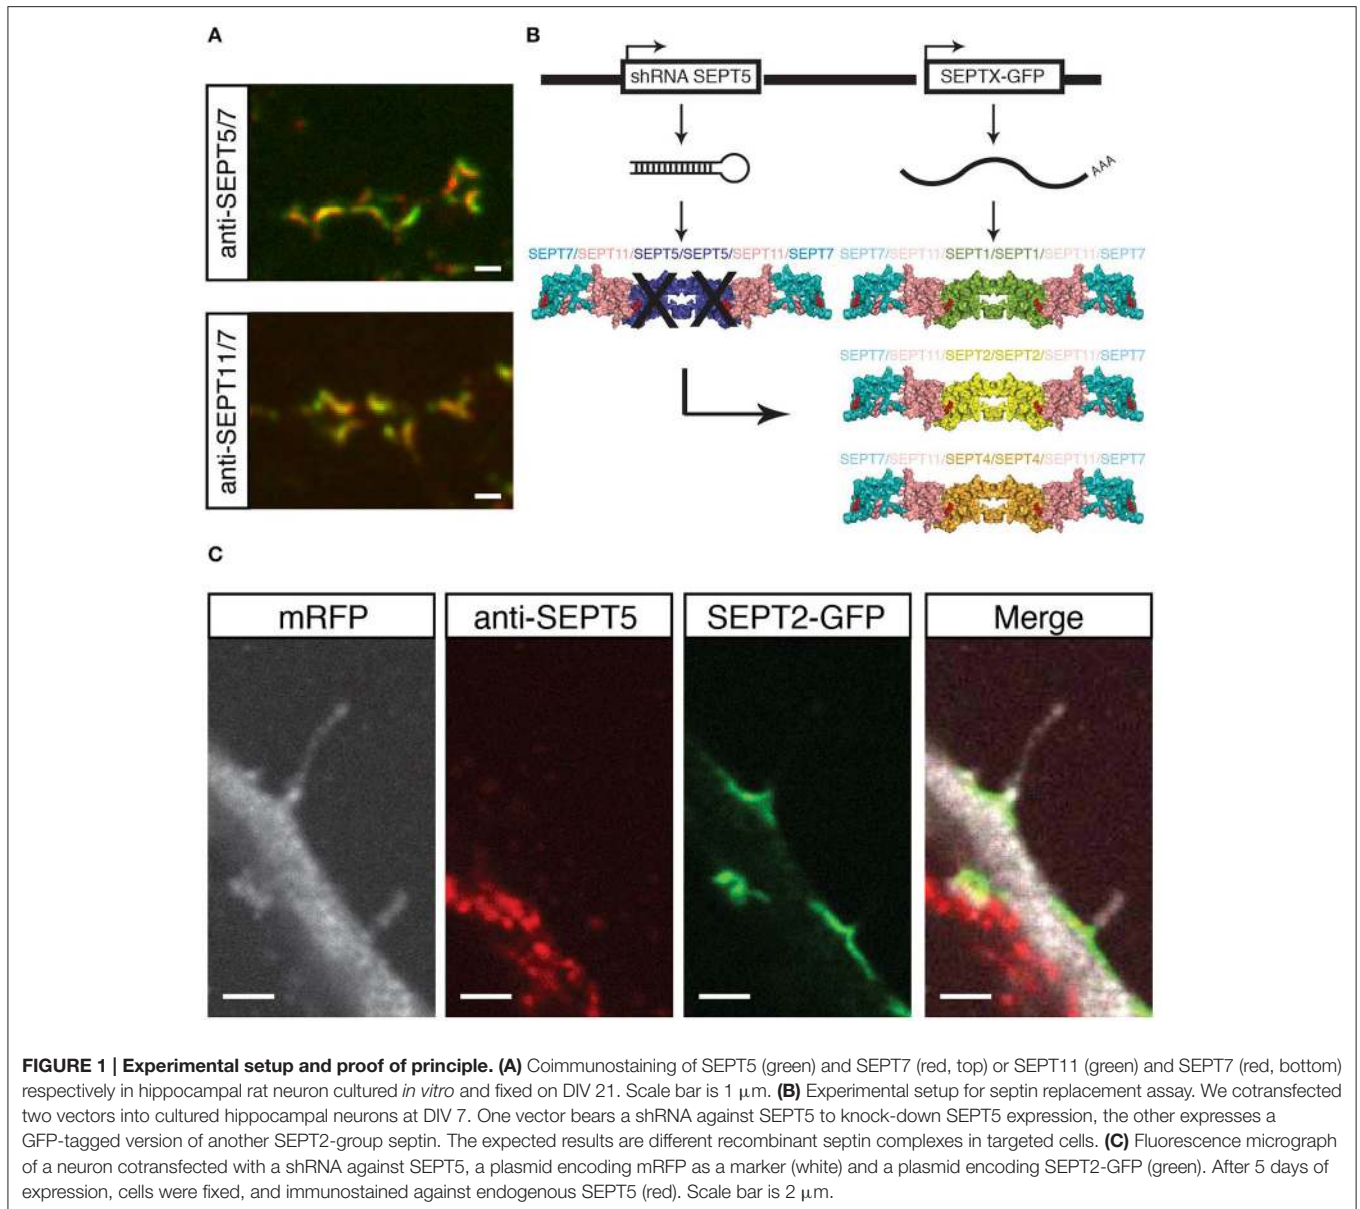 A
anti-SEPT5/7
anti-SEPT11/7
B
shRNA SEPT5
SEPTX-GFP
AAA
SEPT7/SEPT11/SEPT5/SEPT5/SEPT11/SEPT7
SEPT7/SEPT11/SEPT1/SEPT1/SEPT11/SEPT7
SEPT7/SEPT11/SEPT2/SEPT2/SEPT11/SEPT7
SEPT7/SEPT11/SEPT4/SEPT4/SEPT11/SEPT7
C
mRFP
anti-SEPT5
SEPT2-GFP
Merge
FIGURE 1 | Experimental setup and proof of principle. (A) Coimmunostaining of SEPT5 (green) and SEPT7 (red, top) or SEPT11 (green) and SEPT7 (red, bottom)
respectively in hippocampal rat neuron cultured in vitro and fixed on DIV 21. Scale bar is 1 μm. (B) Experimental setup for septin replacement assay. We cotransfected
two vectors into cultured hippocampal neurons at DIV 7. One vector bears a shRNA against SEPT5 to knock-down SEPT5 expression, the other expresses a
GFP-tagged version of another SEPT2-group septin. The expected results are different recombinant septin complexes in targeted cells. (C) Fluorescence micrograph
of a neuron cotransfected with a shRNA against SEPT5, a plasmid encoding mRFP as a marker (white) and a plasmid encoding SEPT2-GFP (green). After 5 days of
expression, cells were fixed, and immunostained against endogenous SEPT5 (red). Scale bar is 2 μm.